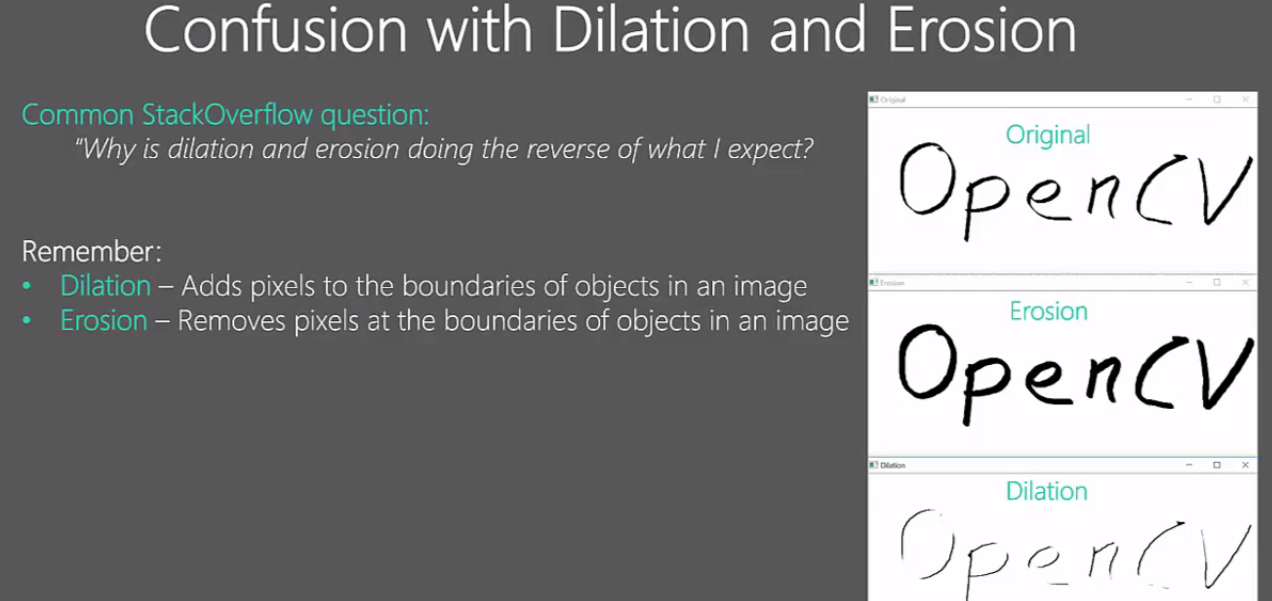 Confusion with Dilation and Erosion
Common StackOverflow question:
"Why is dilation and erosion doing the reverse of what I expect?
Remember:
• Dilation – Adds pixels to the boundaries of objects in an image
• Erosion – Removes pixels at the boundaries of objects in an image
Original
Original
OpenCV
Erosion
Erosion
OpenCV
Dilation
Dilation
OpenCV